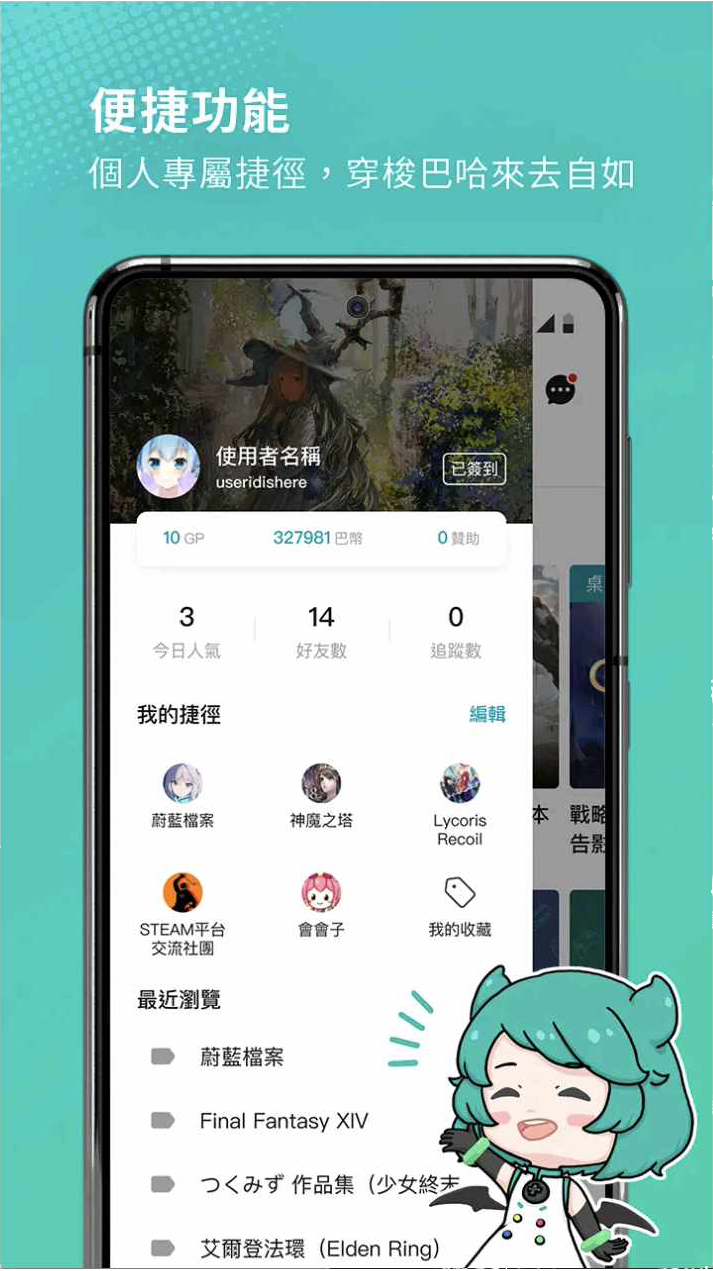 便捷功能
個人專屬捷徑，穿梭巴哈來去自如
使用者名稱
useridishere
已簽到
10 GP
327981 巴幣
0 贊助
3
14
0
今日人氣
好友數
追蹤數
我的捷徑
編輯
蔚藍檔案
神魔之塔
Lycoris
Recoil
STEAM平台
交流社團
會會子
我的收藏
最近瀏覽
蔚藍檔案
Final Fantasy XIV
つくみず 作品集（少女終末
艾爾登法環（Elden Ring）
桌
本
戰略
告影